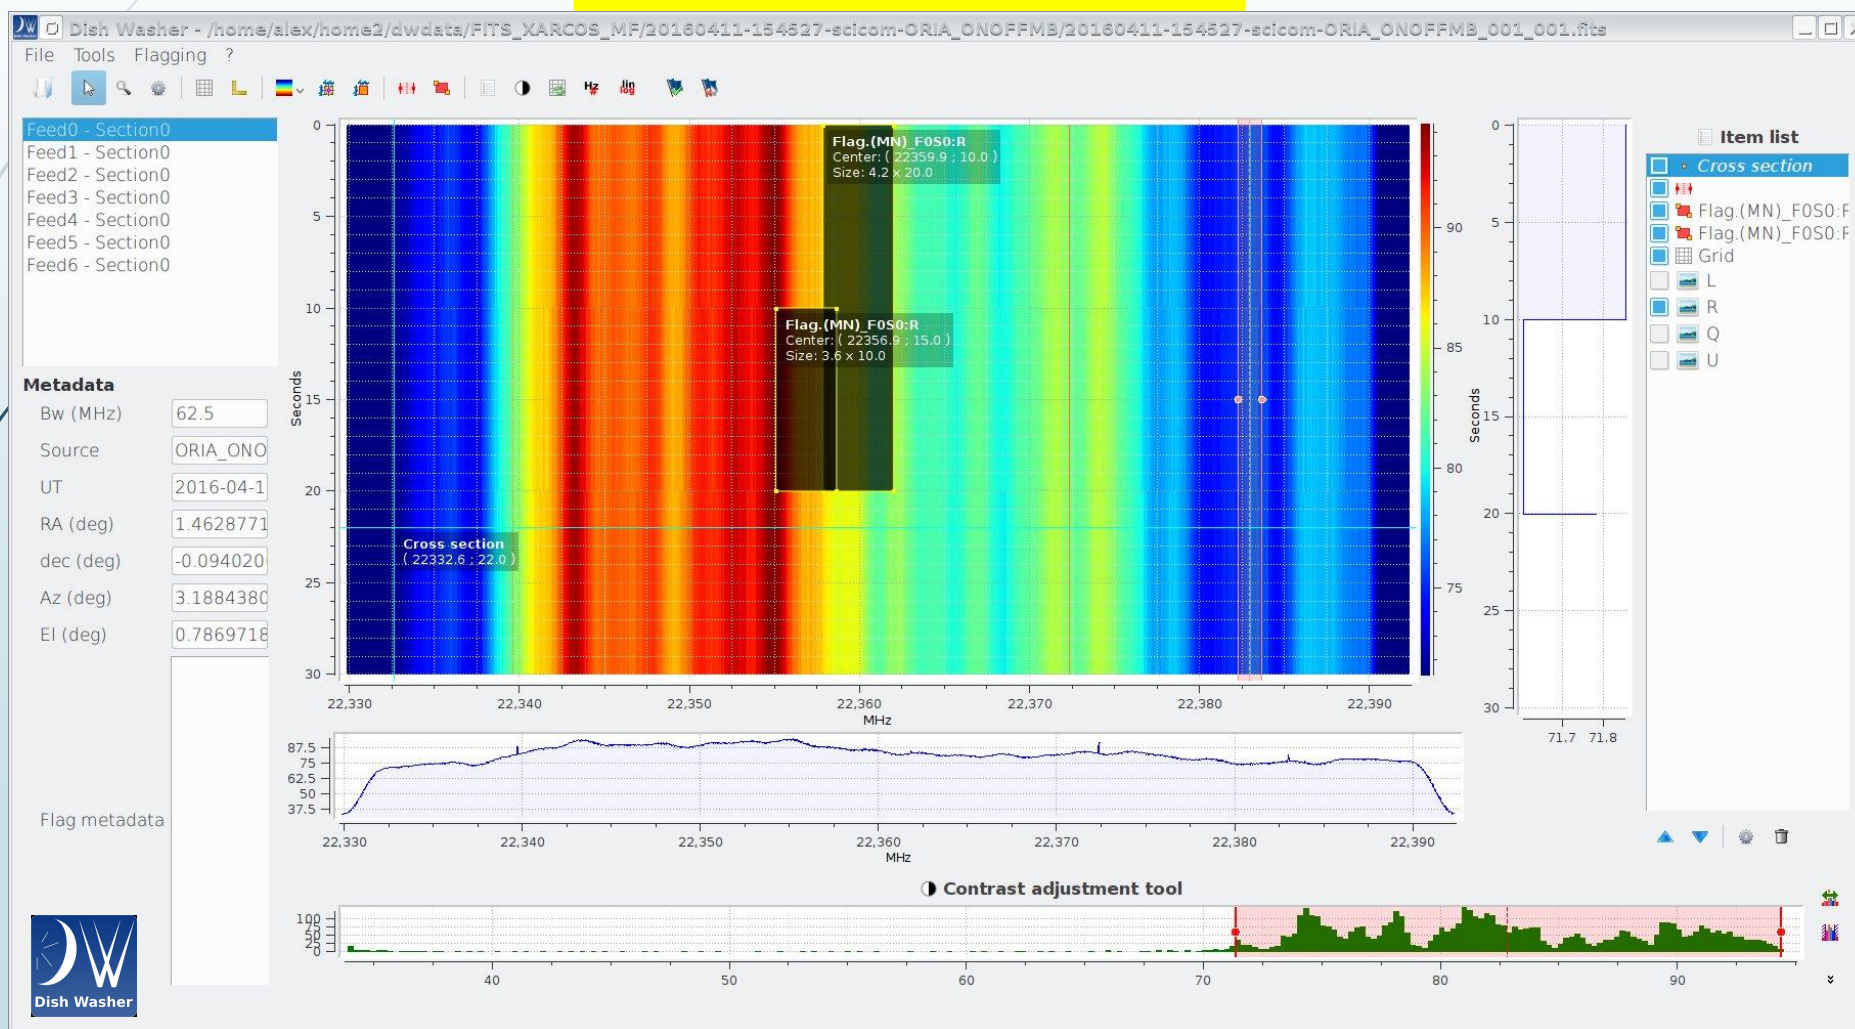 Dish Washer - /home/alex/home2/dwdata/FITS_XARCOS_MF/20160411-154527-scicom-ORIA_ONOFFMB/20160411-154527-scicom-ORIA_ONOFFMB_001_001.fits
File Tools Flagging ?
Hz
lin
log
Feed0 - Section0
Feed1 - Section0
Feed2 - Section0
Feed3 - Section0
Feed4 - Section0
Feed5 - Section0
Feed6 - Section0
Metadata
Bw (MHz) 62.5
Source ORIA_ONO
UT 2016-04-1
RA (deg) 1.4628771
dec (deg) -0.094020
Az (deg) 3.1884380
El (deg) 0.7869718
Flag metadata
DW
Dish Washer
Seconds
0
5
10
15
20
25
30
Flag.(MN)_F0S0:R
Center: ( 22359.9 ; 10.0 )
Size: 4.2 x 20.0
Flag.(MN)_F0S0:R
Center: ( 22356.9 ; 15.0 )
Size: 3.6 x 10.0
Cross section
( 22332.6 ; 22.0 )
22,330 22,340 22,350 22,360 22,370 22,380 22,390
MHz
90
85
80
75
Seconds
0
5
10
15
20
25
30
71.7 71.8
Item list
Cross section
Flag.(MN)_F0S0:F
Flag.(MN)_F0S0:F
Grid
L
R
Q
U
87.5
75
62.5
50
37.5
22,330 22,340 22,350 22,360 22,370 22,380 22,390
MHz
Contrast adjustment tool
100
75
50
25
0
40 50 60 70 80 90